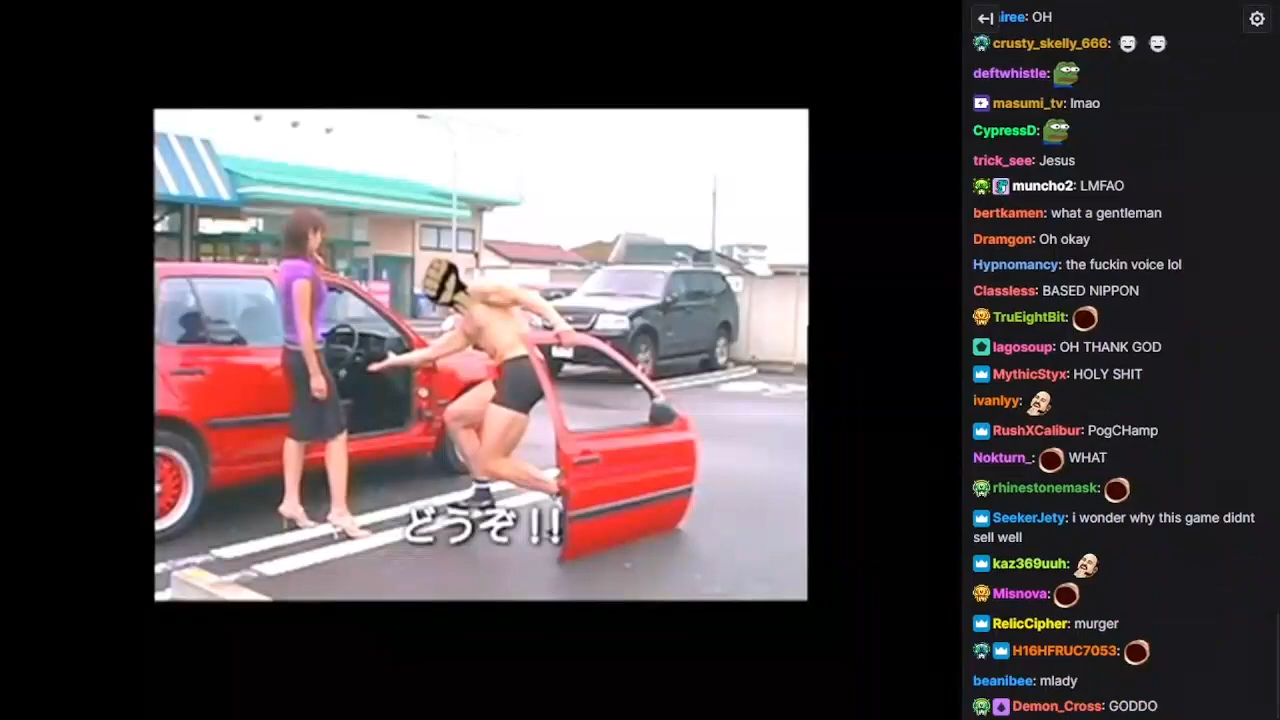 iree: OH
crusty_skelly_666:
deftwhistle:
masumi_tv: lmao
CypressD:
trick_see: Jesus
muncho2: LMFAO
bertkamen: what a gentleman
Dramgon: Oh okay
Hypnomancy: the fuckin voice lol
Classless: BASED NIPPON
TruEightBit:
lagosoup: OH THANK GOD
MythicStyx: HOLY SHIT
ivanlyy:
RushXCalibur: PogCHamp
Nokturn_: WHAT
rhinestonemask:
SeekerJety: i wonder why this game didnt
sell well
kaz369uuh:
Misnova:
RelicCipher: murger
H16HFRUC7053:
beanibee: mlady
Demon_Cross: GODDO
どうぞ!!